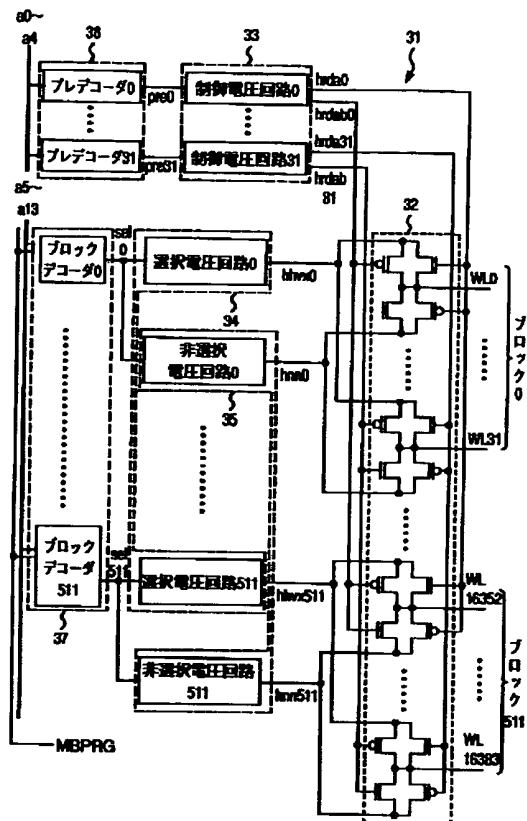 a0～
a4
38
33
31
プレデコーダ0
pre0
制御電圧回路0
hrda0
hrdab0
hrda31
プレデコーダ31
pre31
制御電圧回路31
hrdab
31
a5～
a13
32
ブロック
デコーダ0
sel
0
選択電圧回路0
hhvx0
WL0
34
非選択
電圧回路0
hnn0
35
WL31
ブロック0
ブロック
デコーダ
511
sel
511
選択電圧回路511
hhvx511
WL
16352
37
非選択電圧回路
511
hnn511
WL
16383
ブロック511
MBPRG